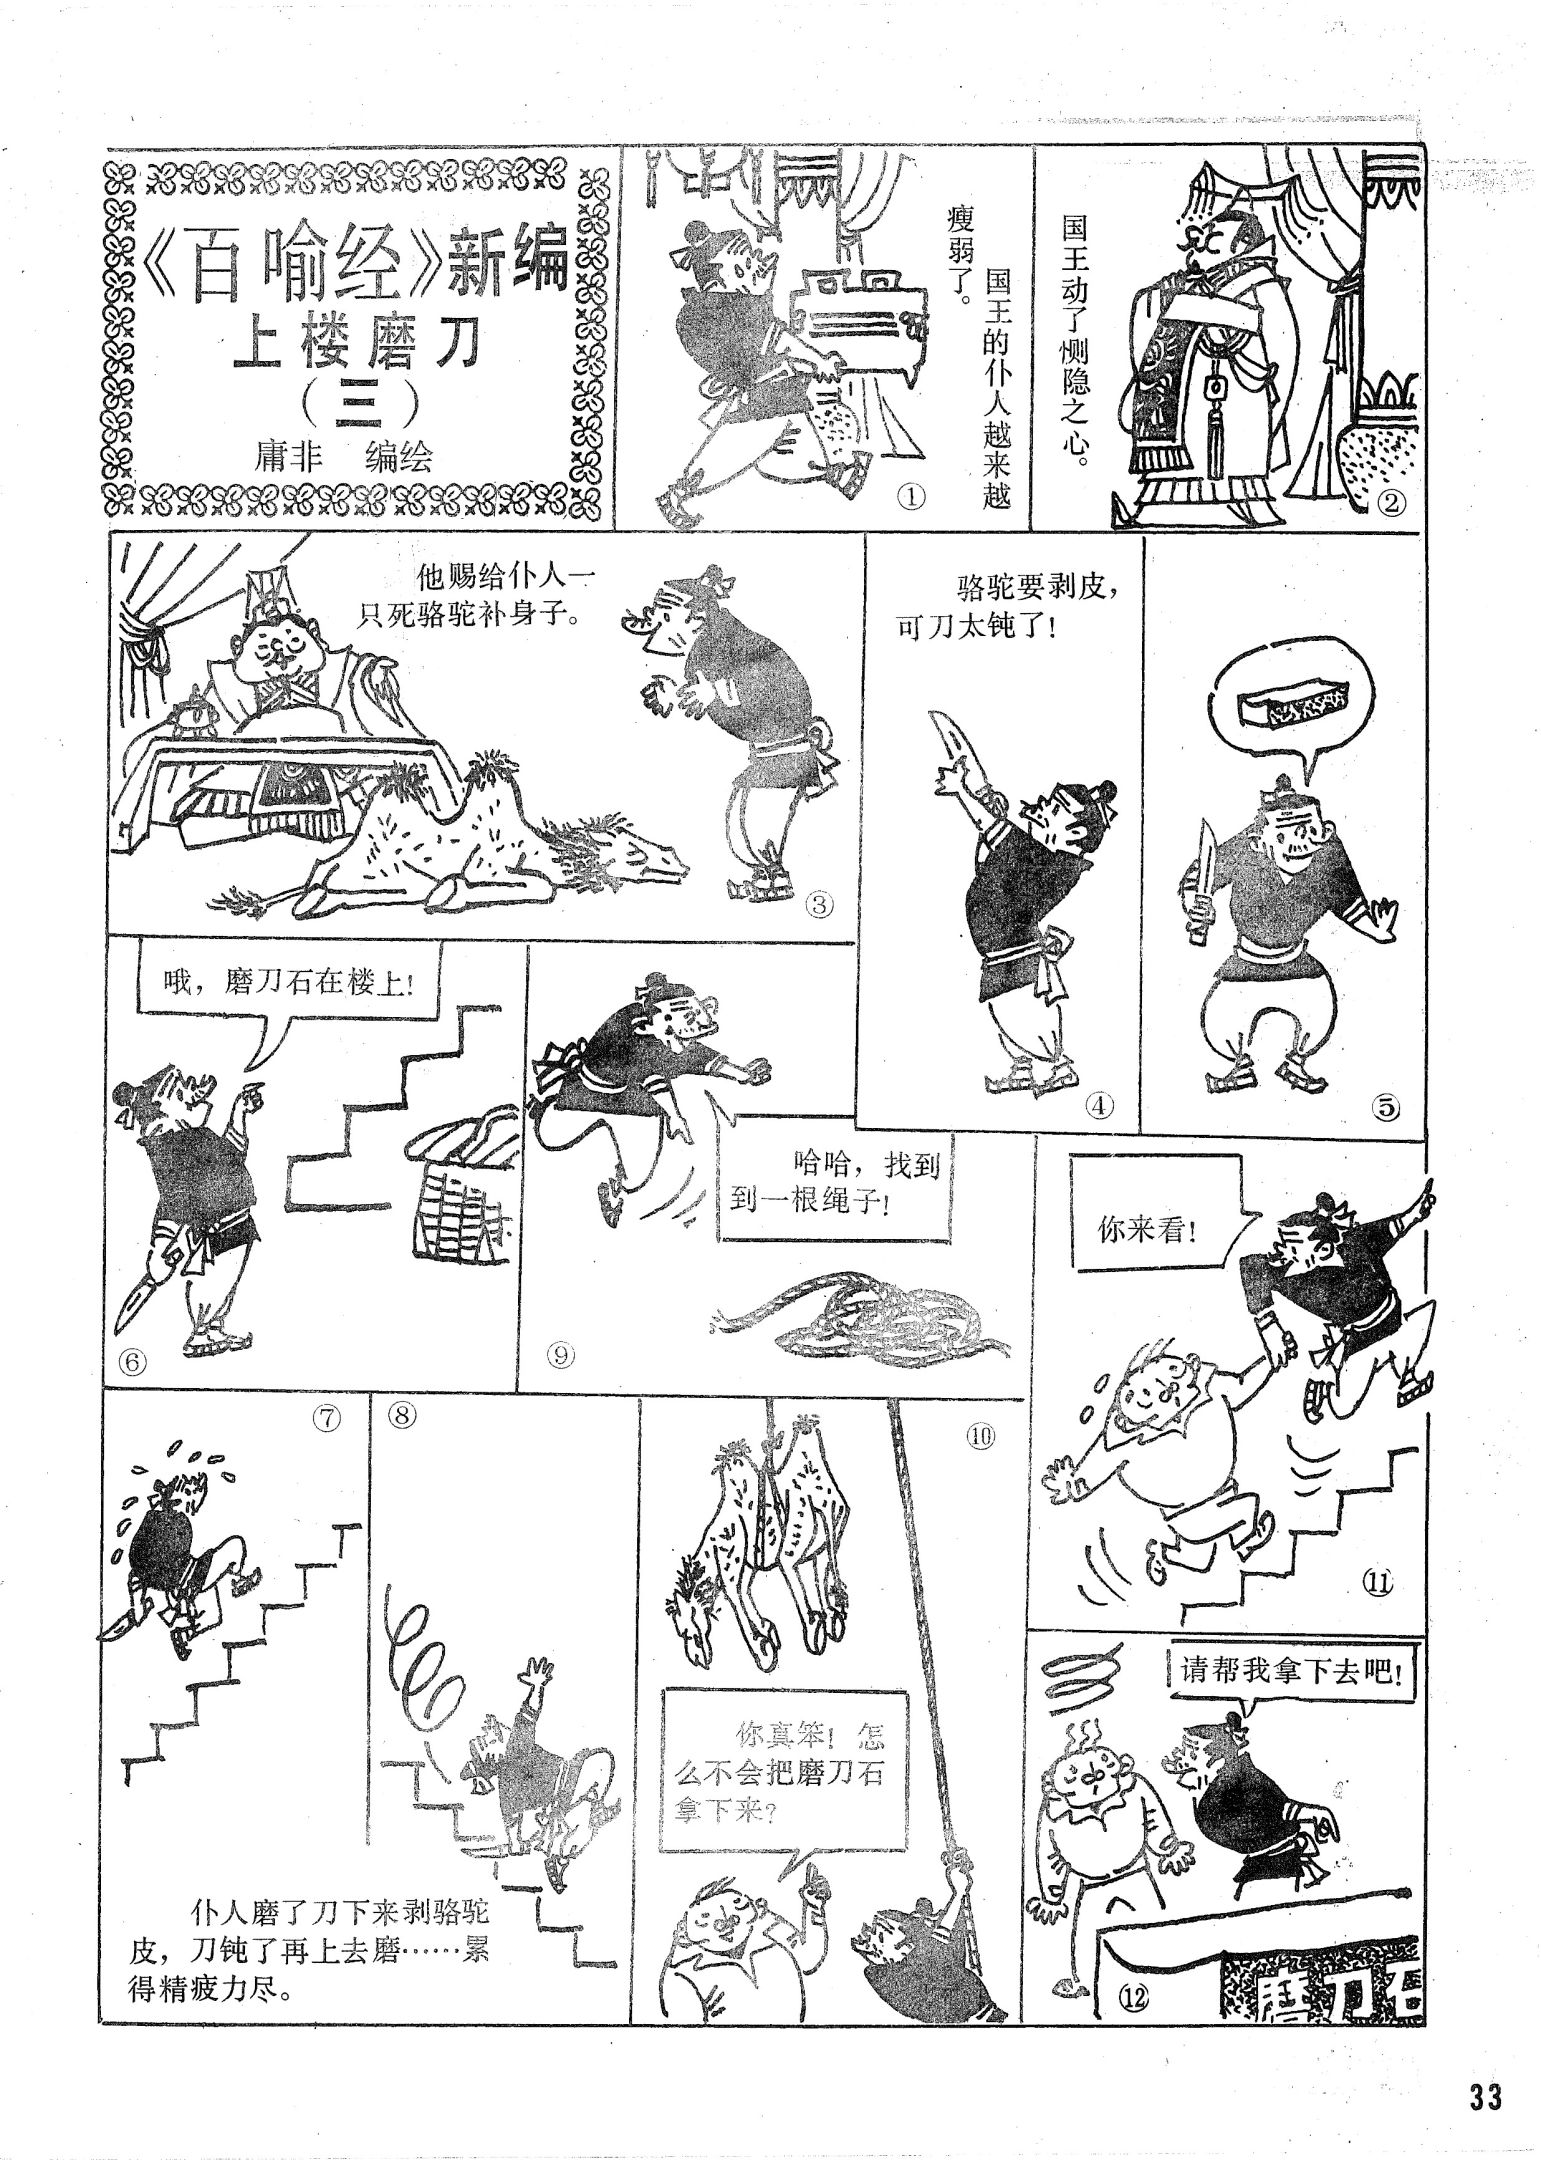 《百喻经》新编
上楼磨刀
（三）
庸非　编绘
国王的仆人越来越
瘦弱了。
①
国王动了恻隐之心。
②
他赐给仆人一
只死骆驼补身子。
③
骆驼要剥皮，
可刀太钝了！
④
⑤
哦，磨刀石在楼上！
⑥
⑦
⑧
仆人磨了刀下来剥骆驼
皮，刀钝了再上去磨……累
得精疲力尽。
哈哈，找到
到一根绳子！
⑨
⑩
你真笨！怎
么不会把磨刀石
拿下来？
你来看！
⑪
请帮我拿下去吧！
⑫
33